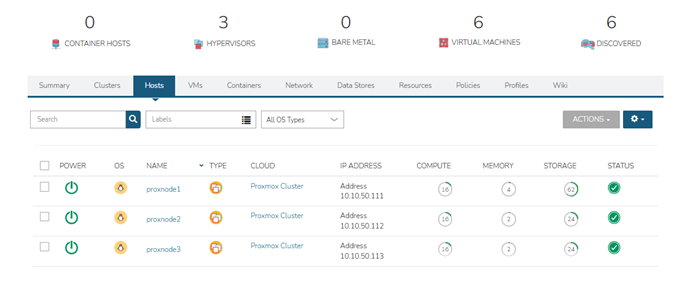 0 3 0 6 6
CONTAINER HOSTS HYPERVISORS BARE METAL VIRTUAL MACHINES DISCOVERED
Summary Clusters Hosts VMs Containers Network Data Stores Resources Policies Profiles Wiki
Search Labels All OS Types ACTIONS
POWER OS NAME TYPE CLOUD IP ADDRESS COMPUTE MEMORY STORAGE STATUS
proxnode1 Proxmox Cluster Address 16 4 62
10.10.50.111
proxnode2 Proxmox Cluster Address 16 2 24
10.10.50.112
proxnode3 Proxmox Cluster Address 16 2 24
10.10.50.113